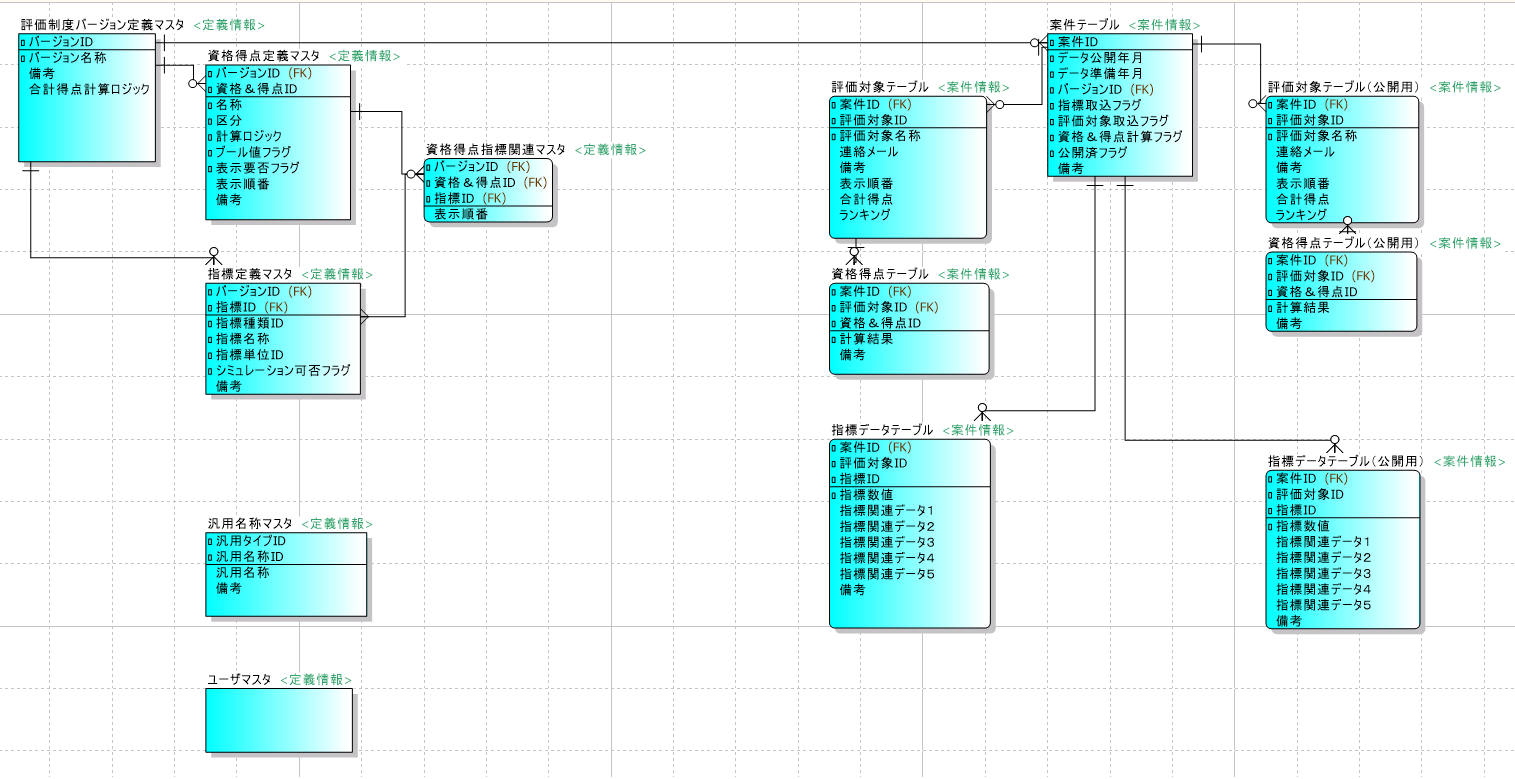 評価制度バージョン定義マスタ <定義情報>
バージョンID
バージョン名称
備考
合計得点計算ロジック
資格得点定義マスタ <定義情報>
バージョンID (FK)
資格＆得点ID
名称
区分
計算ロジック
ブール値フラグ
表示要否フラグ
表示順番
備考
資格得点指標関連マスタ <定義情報>
バージョンID (FK)
資格＆得点ID (FK)
指標ID (FK)
表示順番
指標定義マスタ <定義情報>
バージョンID (FK)
指標ID (FK)
指標種類ID
指標名称
指標単位ID
シミュレーション可否フラグ
備考
汎用名称マスタ <定義情報>
汎用タイプID
汎用名称ID
汎用名称
備考
ユーザマスタ <定義情報>
案件テーブル <案件情報>
案件ID
データ公開年月
データ準備年月
バージョンID (FK)
指標取込フラグ
評価対象取込フラグ
資格＆得点計算フラグ
公開済フラグ
備考
評価対象テーブル <案件情報>
案件ID (FK)
評価対象ID
評価対象名称
連絡メール
備考
表示順番
合計得点
ランキング
資格得点テーブル <案件情報>
案件ID (FK)
評価対象ID (FK)
資格＆得点ID
計算結果
備考
指標データテーブル <案件情報>
案件ID (FK)
評価対象ID
指標ID
指標数値
指標関連データ1
指標関連データ2
指標関連データ3
指標関連データ4
指標関連データ5
備考
評価対象テーブル(公開用) <案件情報>
案件ID (FK)
評価対象ID
評価対象名称
連絡メール
備考
表示順番
合計得点
ランキング
資格得点テーブル(公開用) <案件情報>
案件ID (FK)
評価対象ID (FK)
資格＆得点ID
計算結果
備考
指標データテーブル(公開用) <案件情報>
案件ID (FK)
評価対象ID
指標ID
指標数値
指標関連データ1
指標関連データ2
指標関連データ3
指標関連データ4
指標関連データ5
備考